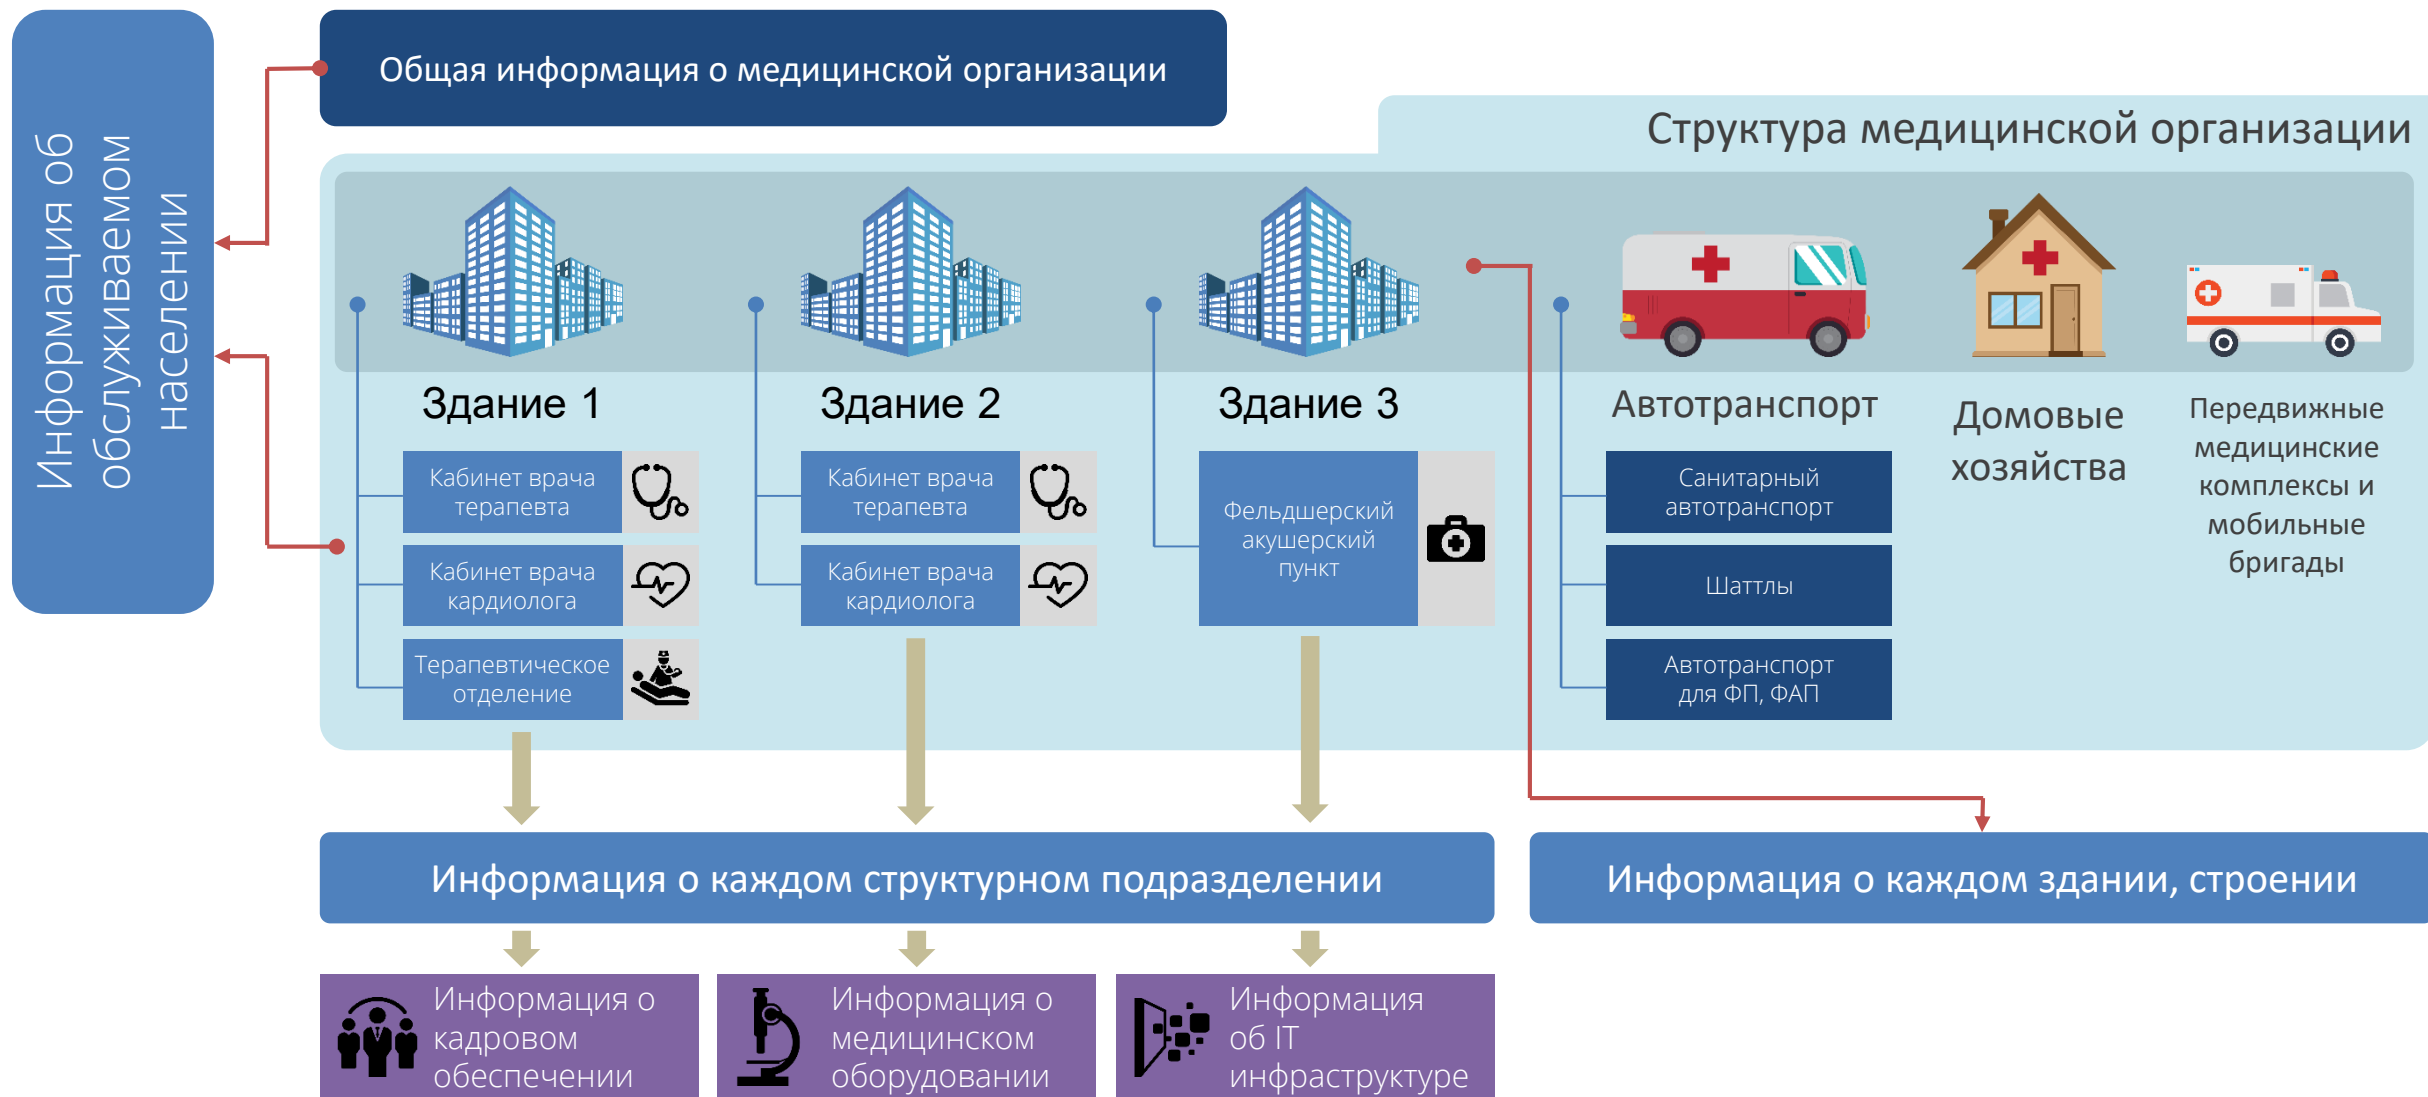 Информация об
обслуживаемом
населении
Общая информация о медицинской организации
Структура медицинской организации
Здание 1
Кабинет врача
терапевта
Кабинет врача
кардиолога
Терапевтическое
отделение
Здание 2
Кабинет врача
терапевта
Кабинет врача
кардиолога
Здание 3
Фельдшерский
акушерский
пункт
Автотранспорт
Санитарный
автотранспорт
Шаттлы
Автотранспорт
для ФП, ФАП
Домовые
хозяйства
Передвижные
медицинские
комплексы и
мобильные
бригады
Информация о каждом структурном подразделении
Информация о каждом здании, строении
Информация о
кадровом
обеспечении
Информация о
медицинском
оборудовании
Информация
об IT
инфраструктуре